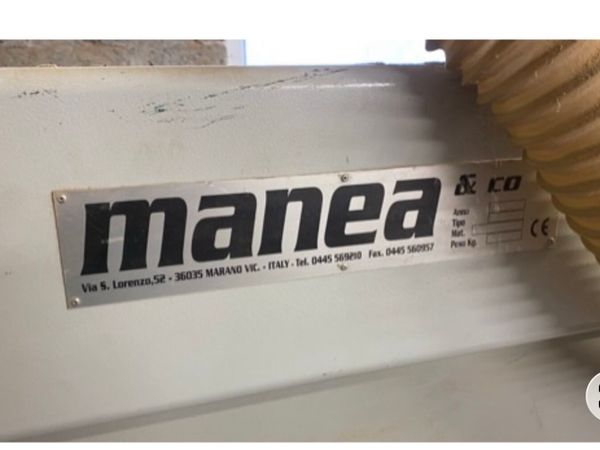 manea & co
Anno
Tipo
Mat.
Peso Kg.
CE
Via S. Lorenzo,52 - 36035 MARANO VIC. - ITALY - Tel. 0445 569210 Fax. 0445 560957